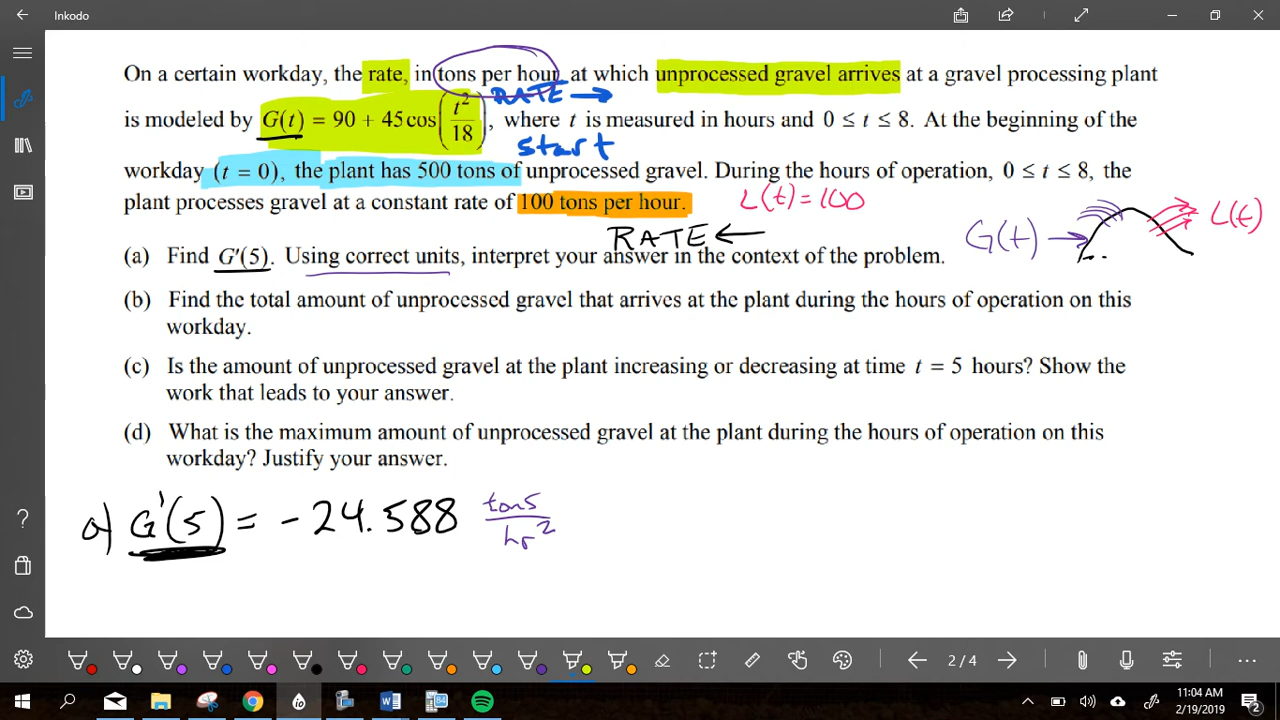 Inkodo
On a certain workday, the rate, in tons per hour, at which unprocessed gravel arrives at a gravel processing plant
RATE →
is modeled by G(t) = 90 + 45 cos(t²/18), where t is measured in hours and 0 ≤ t ≤ 8. At the beginning of the
start
workday (t = 0), the plant has 500 tons of unprocessed gravel. During the hours of operation, 0 ≤ t ≤ 8, the
plant processes gravel at a constant rate of 100 tons per hour.
L(t) = 100
RATE ←
G(t) → L(t)
(a) Find G'(5). Using correct units, interpret your answer in the context of the problem.
(b) Find the total amount of unprocessed gravel that arrives at the plant during the hours of operation on this
workday.
(c) Is the amount of unprocessed gravel at the plant increasing or decreasing at time t = 5 hours? Show the
work that leads to your answer.
(d) What is the maximum amount of unprocessed gravel at the plant during the hours of operation on this
workday? Justify your answer.
a) G'(5) = -24.588 tons/hr²
2 / 4
11:04 AM
2/19/2019